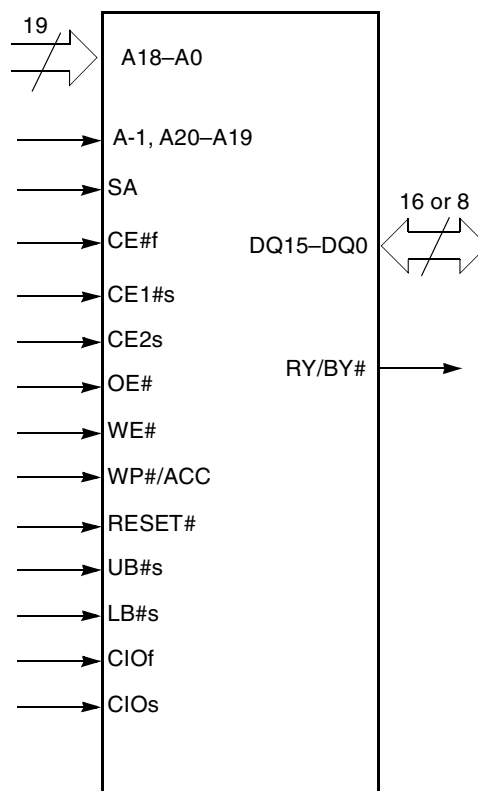 19
A18–A0
A-1, A20–A19
SA
16 or 8
CE#f
DQ15–DQ0
CE1#s
CE2s
RY/BY#
OE#
WE#
WP#/ACC
RESET#
UB#s
LB#s
CIOf
CIOs